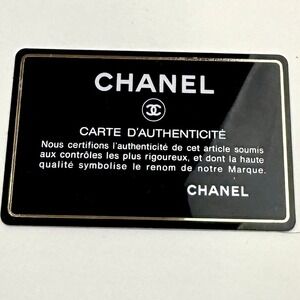 CHANEL
CARTE D'AUTHENTICITÉ
Nous certifions l'authenticité de cet article soumis
aux contrôles les plus rigoureux, et dont la haute
qualité symbolise le renom de notre Marque.
CHANEL